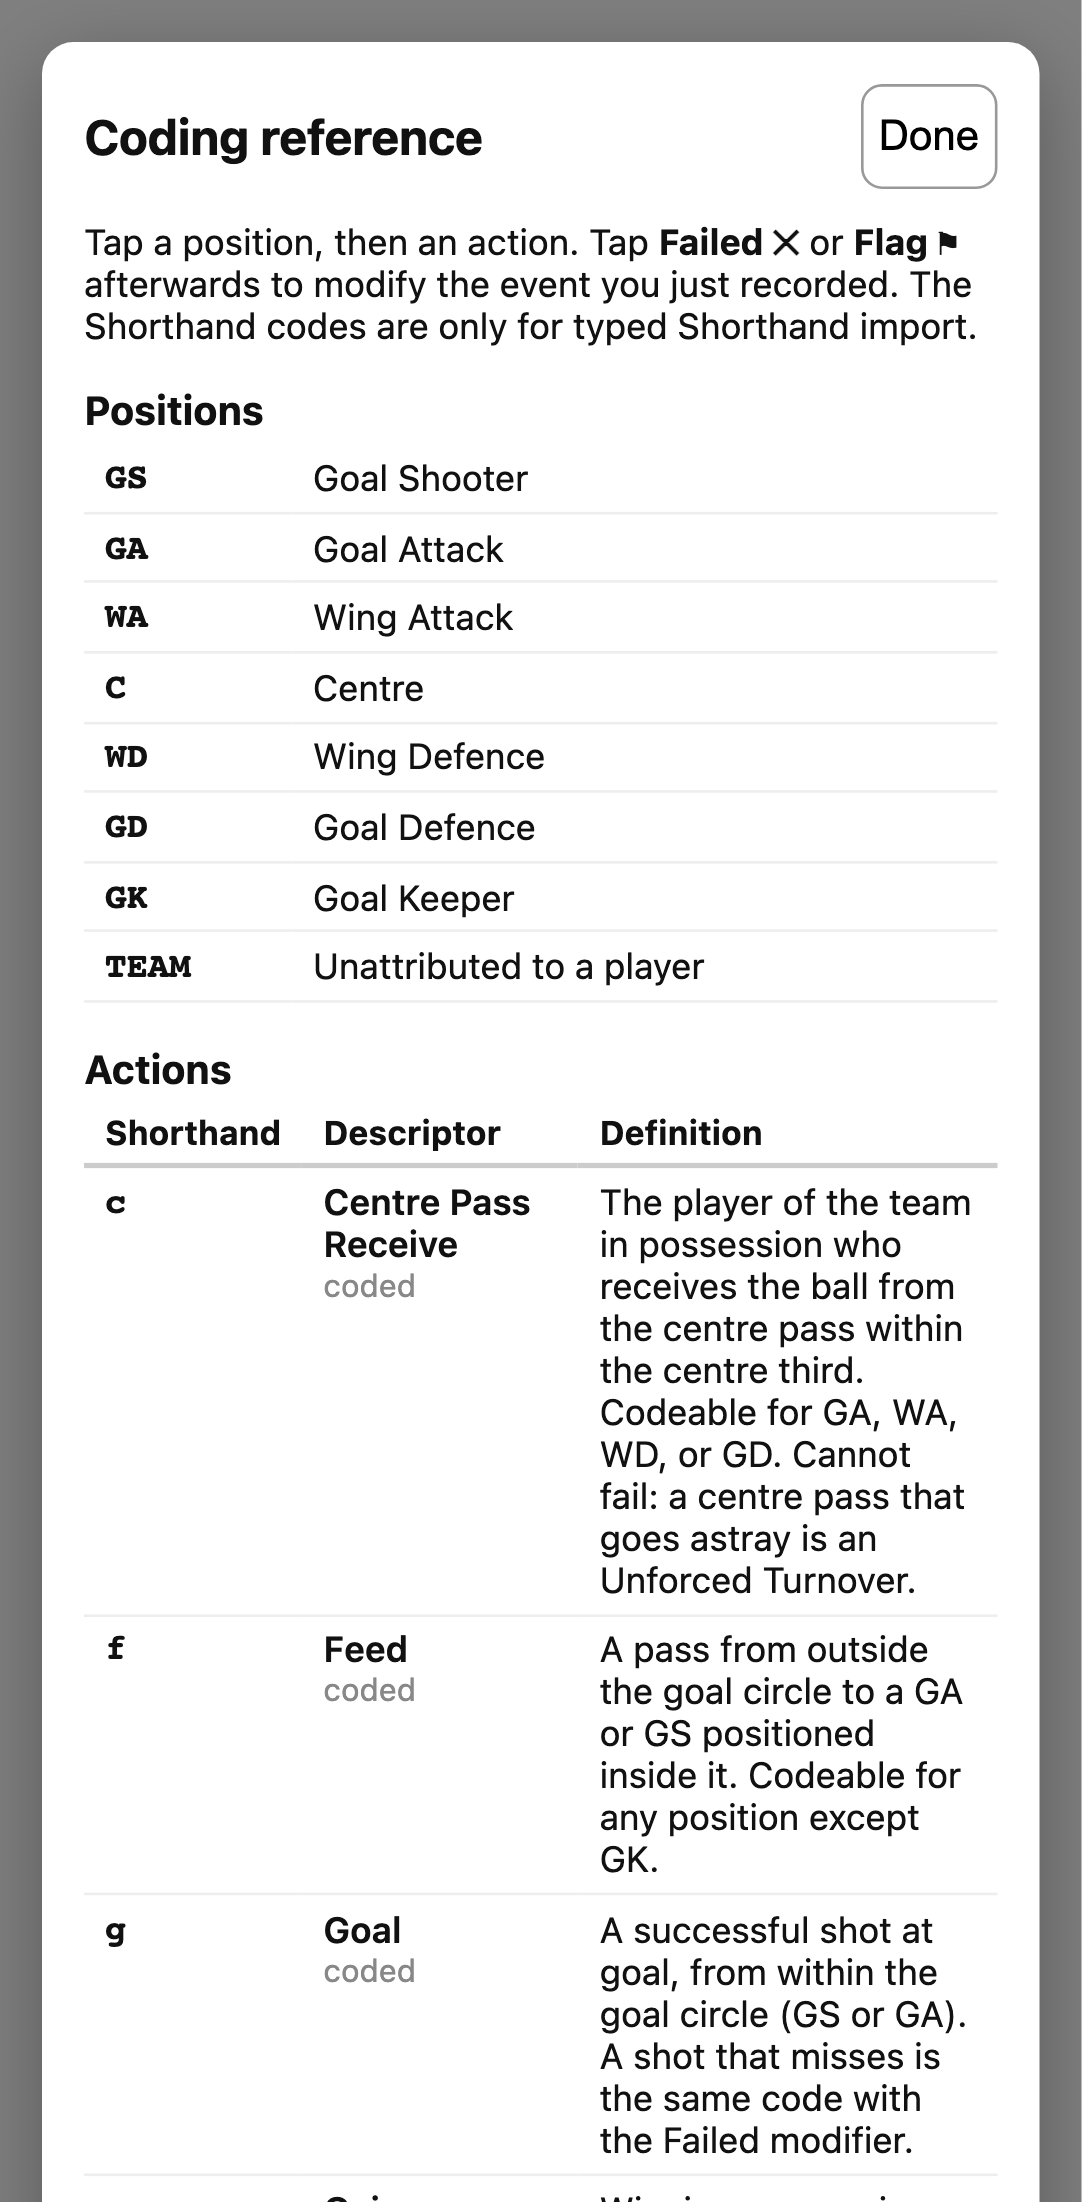 Coding reference
Done
Tap a position, then an action. Tap Failed ✕ or Flag ⚑
afterwards to modify the event you just recorded. The
Shorthand codes are only for typed Shorthand import.
Positions
GS Goal Shooter
GA Goal Attack
WA Wing Attack
C Centre
WD Wing Defence
GD Goal Defence
GK Goal Keeper
TEAM Unattributed to a player
Actions
Shorthand Descriptor Definition
c
Centre Pass
Receive
coded
The player of the team
in possession who
receives the ball from
the centre pass within
the centre third.
Codeable for GA, WA,
WD, or GD. Cannot
fail: a centre pass that
goes astray is an
Unforced Turnover.
f
Feed
coded
A pass from outside
the goal circle to a GA
or GS positioned
inside it. Codeable for
any position except
GK.
g
Goal
coded
A successful shot at
goal, from within the
goal circle (GS or GA).
A shot that misses is
the same code with
the Failed modifier.